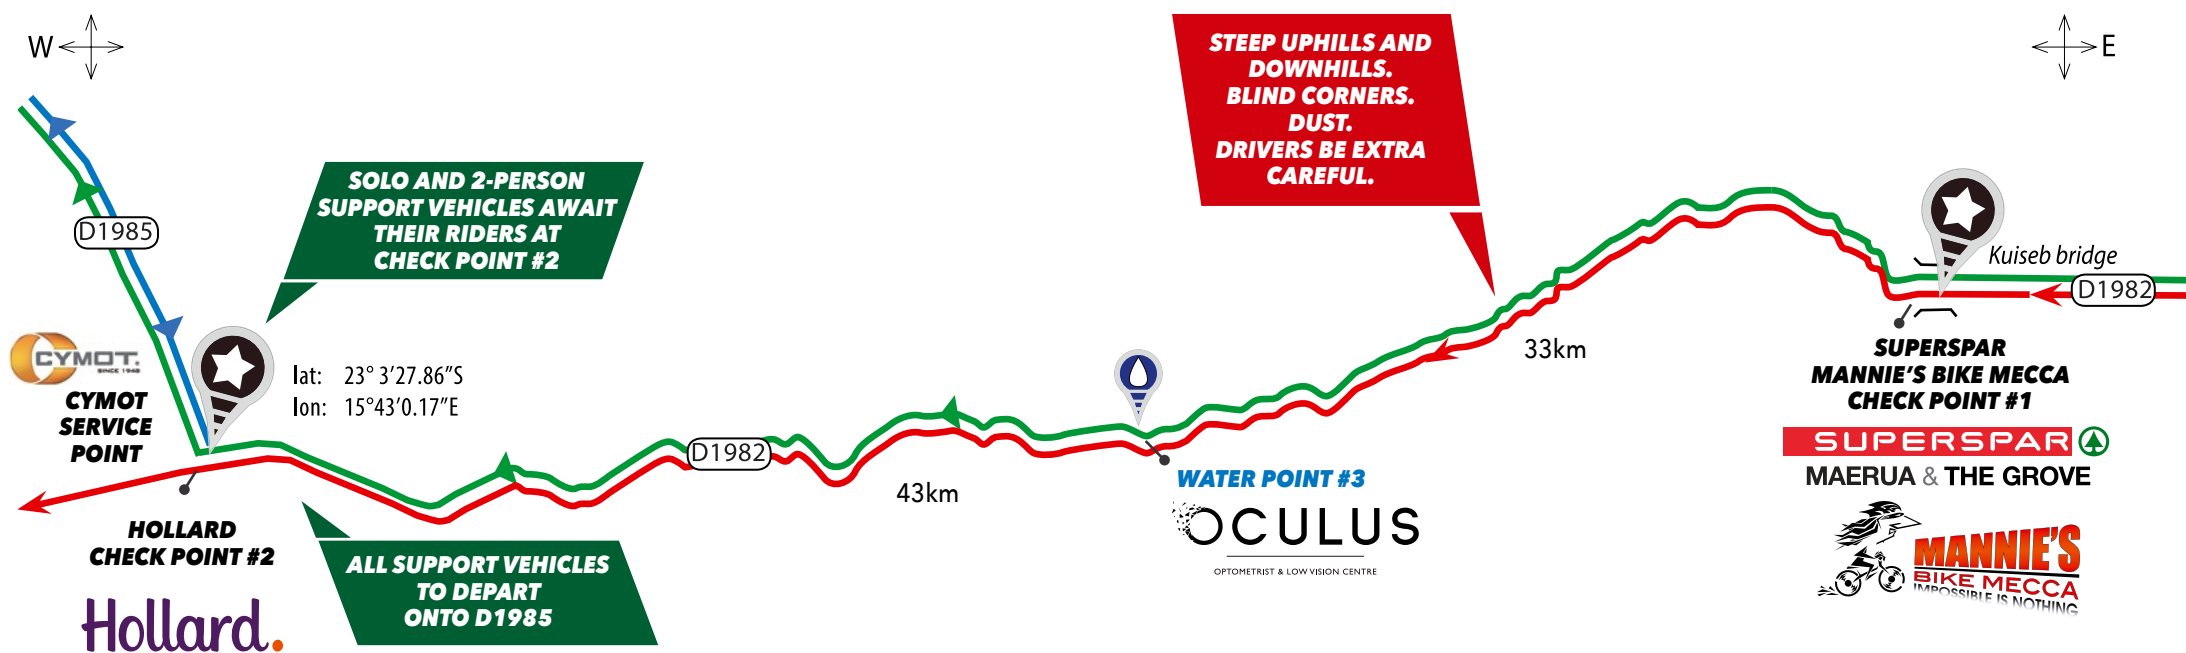 W
E
STEEP UPHILLS AND
DOWNHILLS.
BLIND CORNERS.
DUST.
DRIVERS BE EXTRA
CAREFUL.
SOLO AND 2-PERSON
SUPPORT VEHICLES AWAIT
THEIR RIDERS AT
CHECK POINT #2
D1985
Kuiseb bridge
D1982
33km
SUPERSPAR
MANNIE'S BIKE MECCA
CHECK POINT #1
SUPERSPAR
MAERUA & THE GROVE
MANNIE'S
BIKE MECCA
IMPOSSIBLE IS NOTHING
CYMOT.
SINCE 1948
CYMOT
SERVICE
POINT
lat: 23° 3'27.86"S
lon: 15°43'0.17"E
D1982
43km
WATER POINT #3
OCULUS
OPTOMETRIST & LOW VISION CENTRE
HOLLARD
CHECK POINT #2
Hollard.
ALL SUPPORT VEHICLES
TO DEPART
ONTO D1985